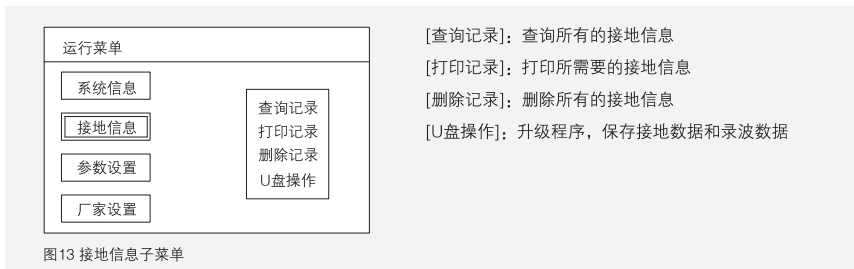 运行菜单
系统信息
接地信息
参数设置
厂家设置
查询记录
打印记录
删除记录
U盘操作
图13 接地信息子菜单
[查询记录]：查询所有的接地信息
[打印记录]：打印所需要的接地信息
[删除记录]：删除所有的接地信息
[U盘操作]：升级程序，保存接地数据和录波数据